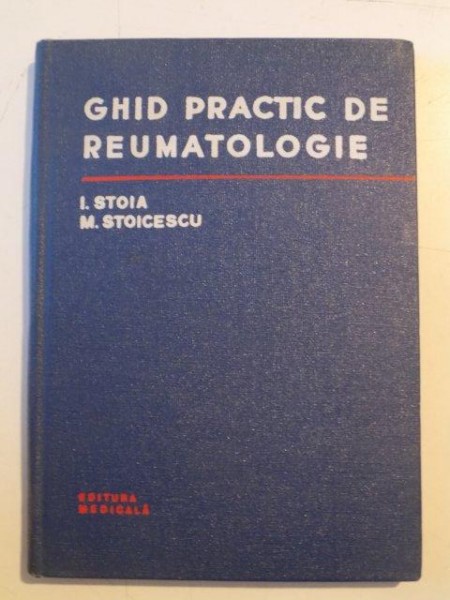 GHID PRACTIC DE
REUMATOLOGIE
I. STOIA
M. STOICESCU
EDITURA
MEDICALĂ